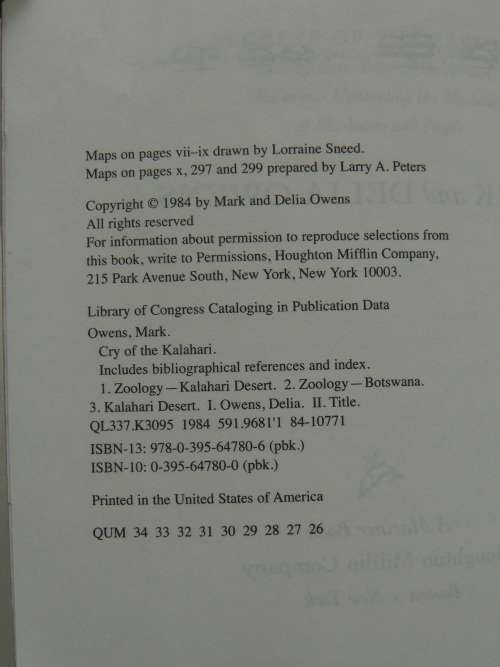 Maps on pages vii–ix drawn by Lorraine Sneed.
Maps on pages x, 297 and 299 prepared by Larry A. Peters
Copyright © 1984 by Mark and Delia Owens
All rights reserved
For information about permission to reproduce selections from
this book, write to Permissions, Houghton Mifflin Company,
215 Park Avenue South, New York, New York 10003.
Library of Congress Cataloging in Publication Data
Owens, Mark.
Cry of the Kalahari.
Includes bibliographical references and index.
1. Zoology — Kalahari Desert. 2. Zoology — Botswana.
3. Kalahari Desert. I. Owens, Delia. II. Title.
QL337.K3095 1984 591.9681'1 84-10771
ISBN-13: 978-0-395-64780-6 (pbk.)
ISBN-10: 0-395-64780-0 (pbk.)
Printed in the United States of America
QUM 34 33 32 31 30 29 28 27 26